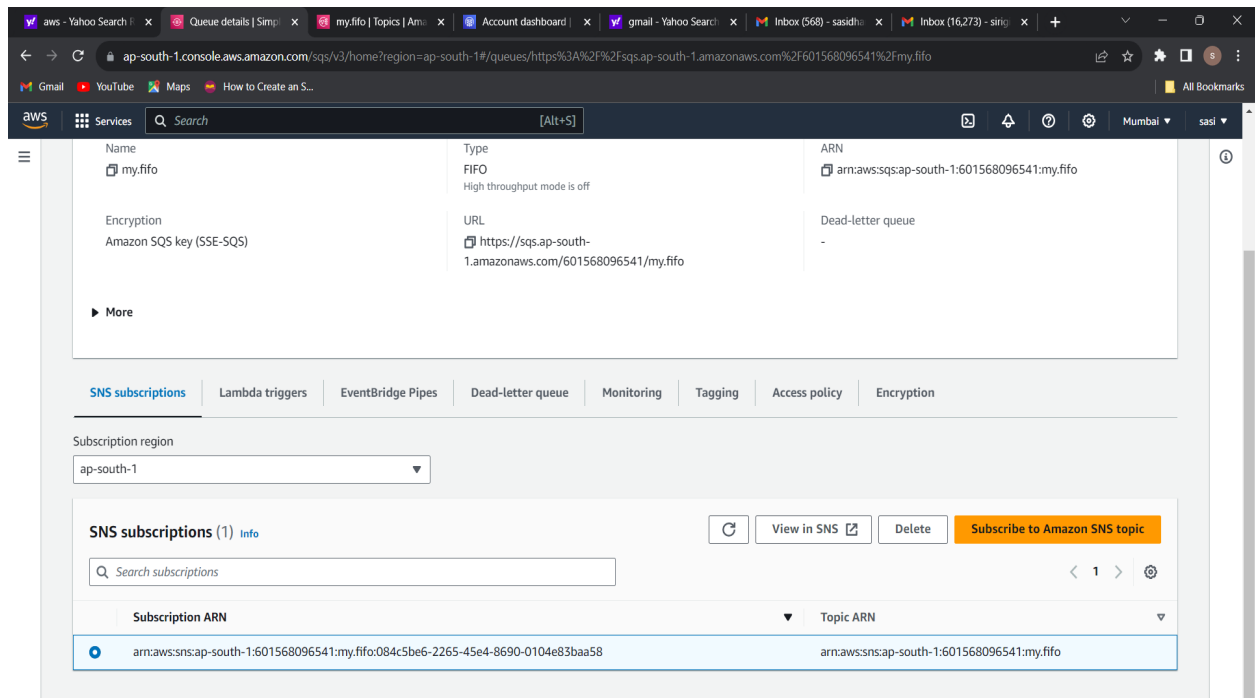 aws - Yahoo Search R
Queue details | Simpl
my.fifo | Topics | Ama
Account dashboard |
gmail - Yahoo Search
Inbox (568) - sasidha
Inbox (16,273) - sirigi
ap-south-1.console.aws.amazon.com/sqs/v3/home?region=ap-south-1#/queues/https%3A%2F%2Fsqs.ap-south-1.amazonaws.com%2F601568096541%2Fmy.fifo
s
Gmail YouTube Maps How to Create an S... All Bookmarks
aws Services Search [Alt+S] Mumbai sasi
Name Type ARN
my.fifo FIFO arn:aws:sqs:ap-south-1:601568096541:my.fifo
High throughput mode is off
Encryption URL Dead-letter queue
Amazon SQS key (SSE-SQS) https://sqs.ap-south- -
1.amazonaws.com/601568096541/my.fifo
More
SNS subscriptions Lambda triggers EventBridge Pipes Dead-letter queue Monitoring Tagging Access policy Encryption
Subscription region
ap-south-1
SNS subscriptions (1) Info View in SNS Delete Subscribe to Amazon SNS topic
Search subscriptions 1
Subscription ARN Topic ARN
arn:aws:sns:ap-south-1:601568096541:my.fifo:084c5be6-2265-45e4-8690-0104e83baa58 arn:aws:sns:ap-south-1:601568096541:my.fifo